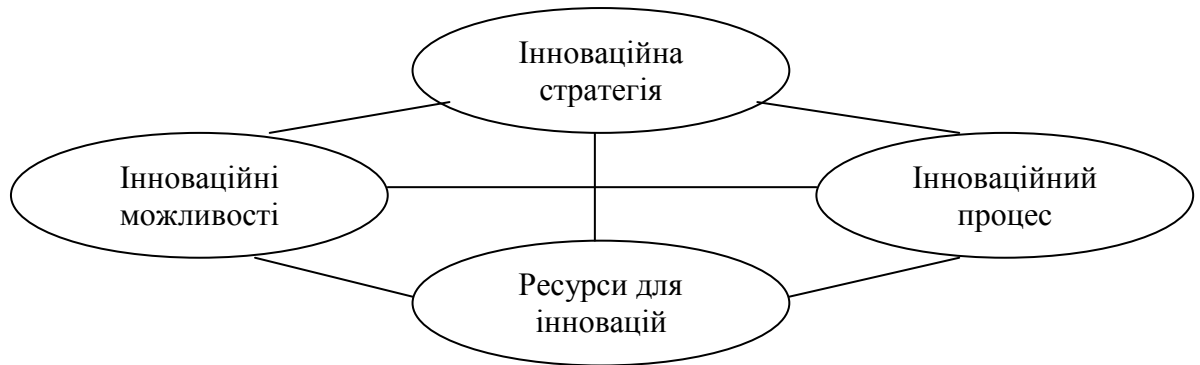 Інноваційна
стратегія
Інноваційні
можливості
Інноваційний
процес
Ресурси для
інновацій